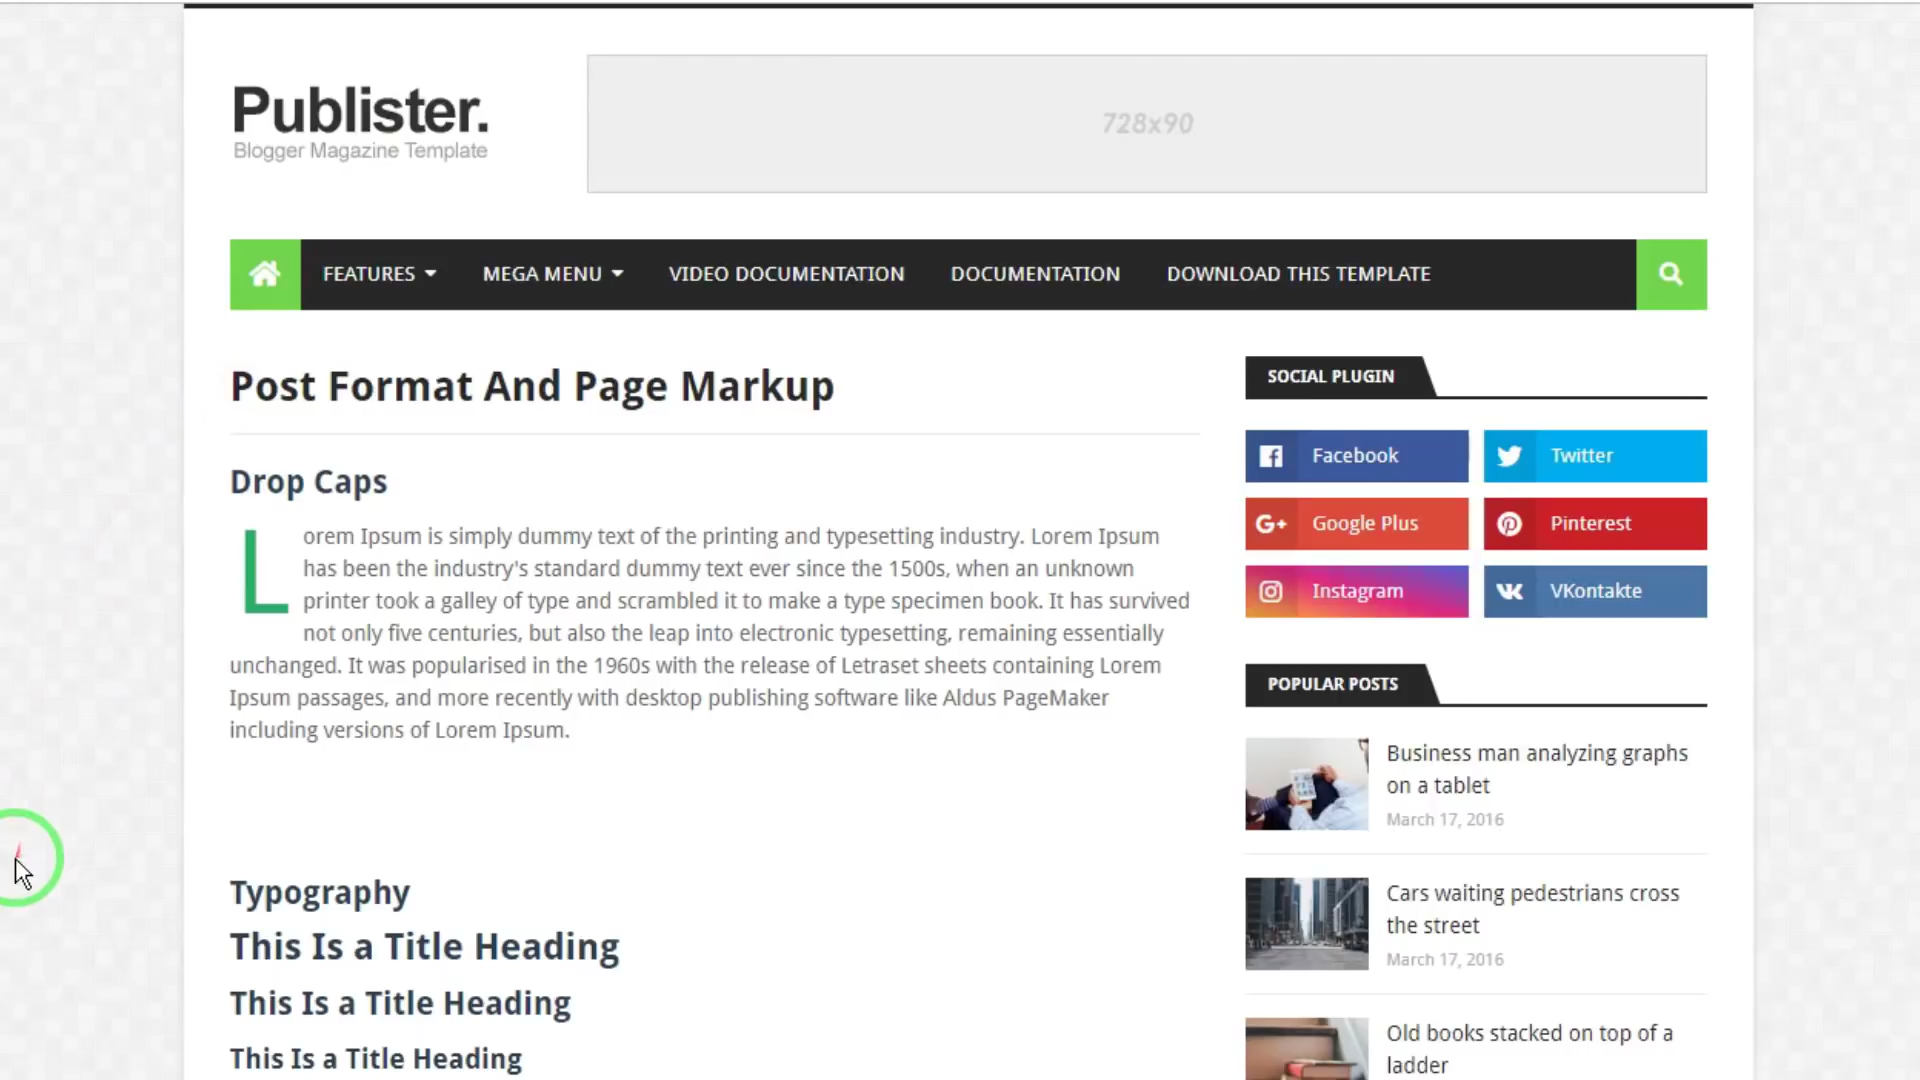 Publister.
Blogger Magazine Template
728x90
FEATURES
MEGA MENU
VIDEO DOCUMENTATION
DOCUMENTATION
DOWNLOAD THIS TEMPLATE
Post Format And Page Markup
Drop Caps
Lorem Ipsum is simply dummy text of the printing and typesetting industry. Lorem Ipsum
has been the industry's standard dummy text ever since the 1500s, when an unknown
printer took a galley of type and scrambled it to make a type specimen book. It has survived
not only five centuries, but also the leap into electronic typesetting, remaining essentially
unchanged. It was popularised in the 1960s with the release of Letraset sheets containing Lorem
Ipsum passages, and more recently with desktop publishing software like Aldus PageMaker
including versions of Lorem Ipsum.
Typography
This Is a Title Heading
This Is a Title Heading
This Is a Title Heading
SOCIAL PLUGIN
Facebook
Twitter
Google Plus
Pinterest
Instagram
VKontakte
POPULAR POSTS
Business man analyzing graphs
on a tablet
March 17, 2016
Cars waiting pedestrians cross
the street
March 17, 2016
Old books stacked on top of a
ladder